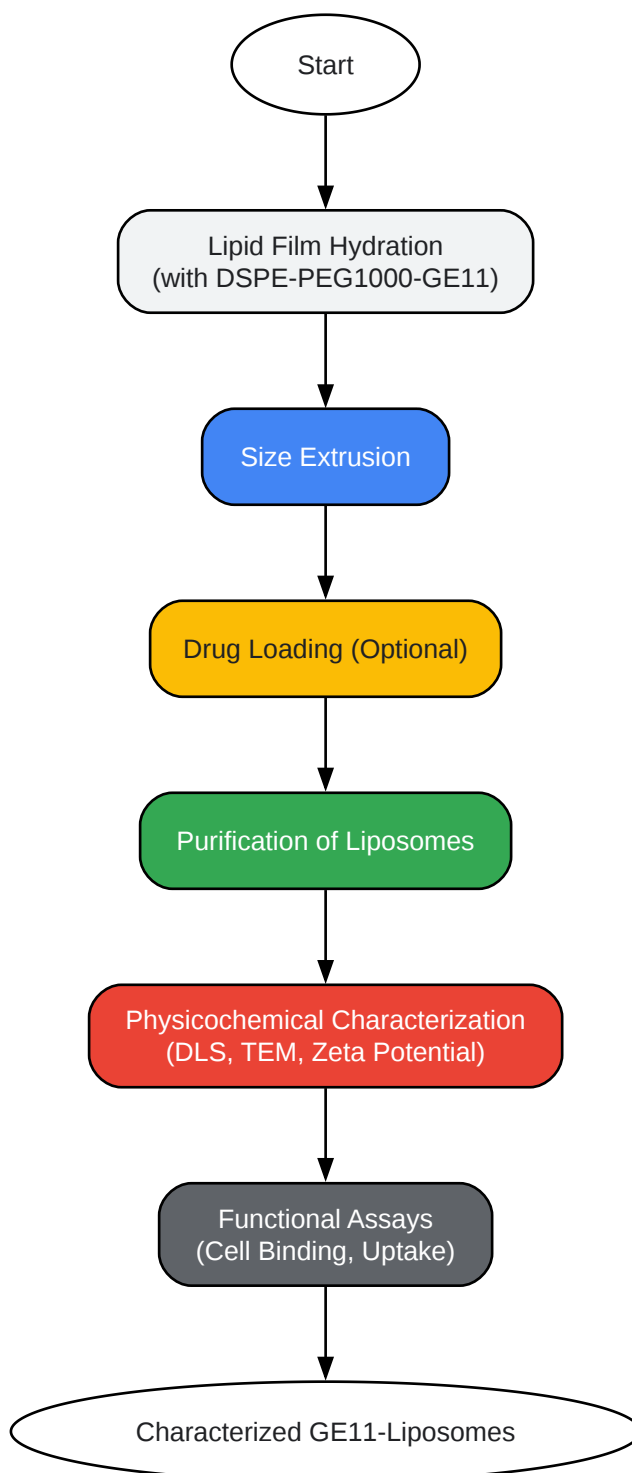 Start
Lipid Film Hydration
(with DSPE-PEG1000-GE11)
Size Extrusion
Drug Loading (Optional)
Purification of Liposomes
Physicochemical Characterization
(DLS, TEM, Zeta Potential)
Functional Assays
(Cell Binding, Uptake)
Characterized GE11-Liposomes